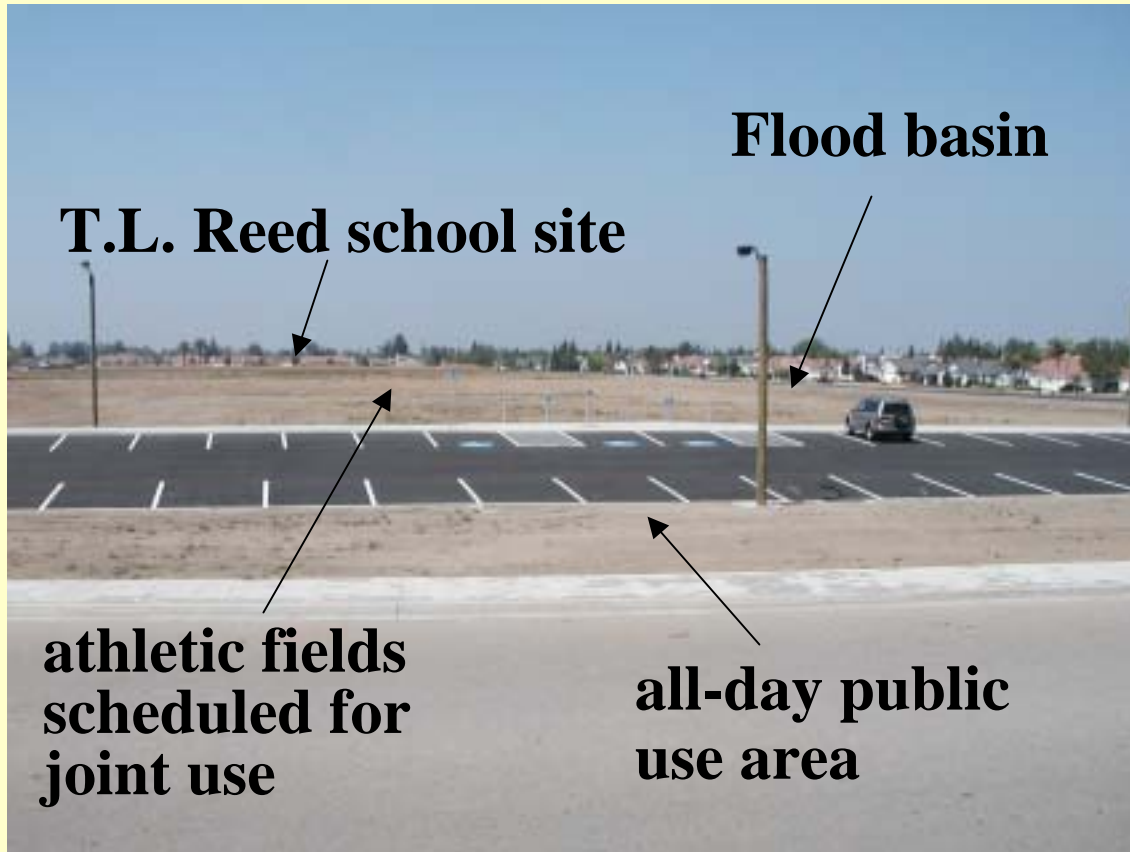 Flood basin
T.L. Reed school site
athletic fields
scheduled for
joint use
all-day public
use area